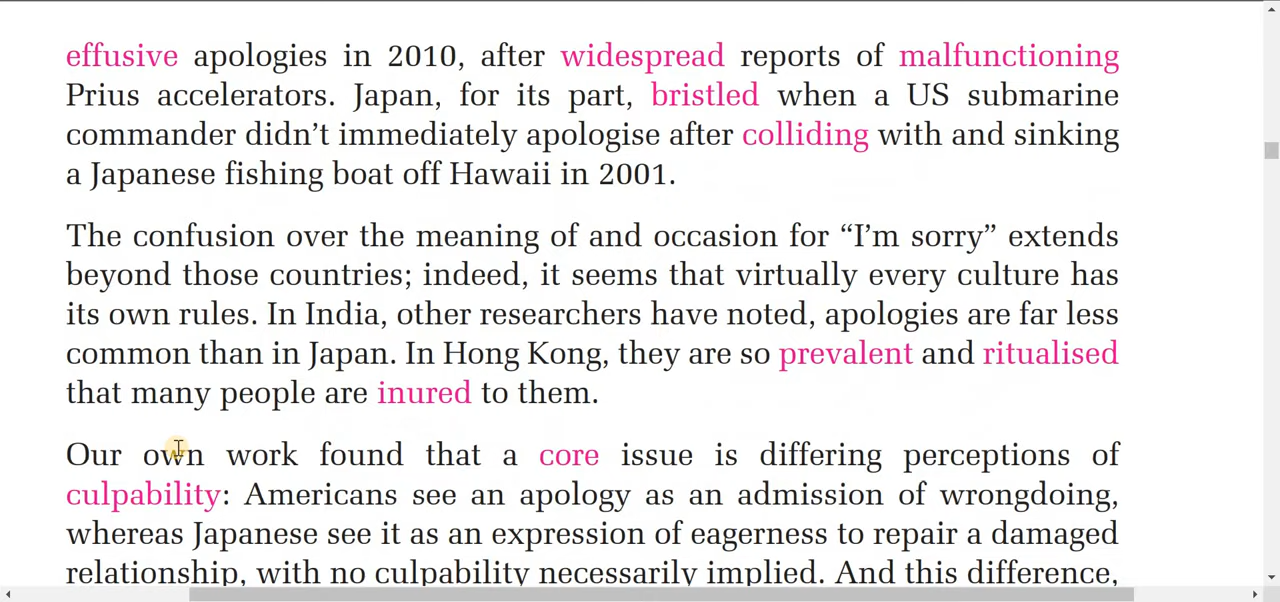 effusive apologies in 2010, after widespread reports of malfunctioning
Prius accelerators. Japan, for its part, bristled when a US submarine
commander didn’t immediately apologise after colliding with and sinking
a Japanese fishing boat off Hawaii in 2001.
The confusion over the meaning of and occasion for “I’m sorry” extends
beyond those countries; indeed, it seems that virtually every culture has
its own rules. In India, other researchers have noted, apologies are far less
common than in Japan. In Hong Kong, they are so prevalent and ritualised
that many people are inured to them.
Our own work found that a core issue is differing perceptions of
culpability: Americans see an apology as an admission of wrongdoing,
whereas Japanese see it as an expression of eagerness to repair a damaged
relationship, with no culpability necessarily implied. And this difference,